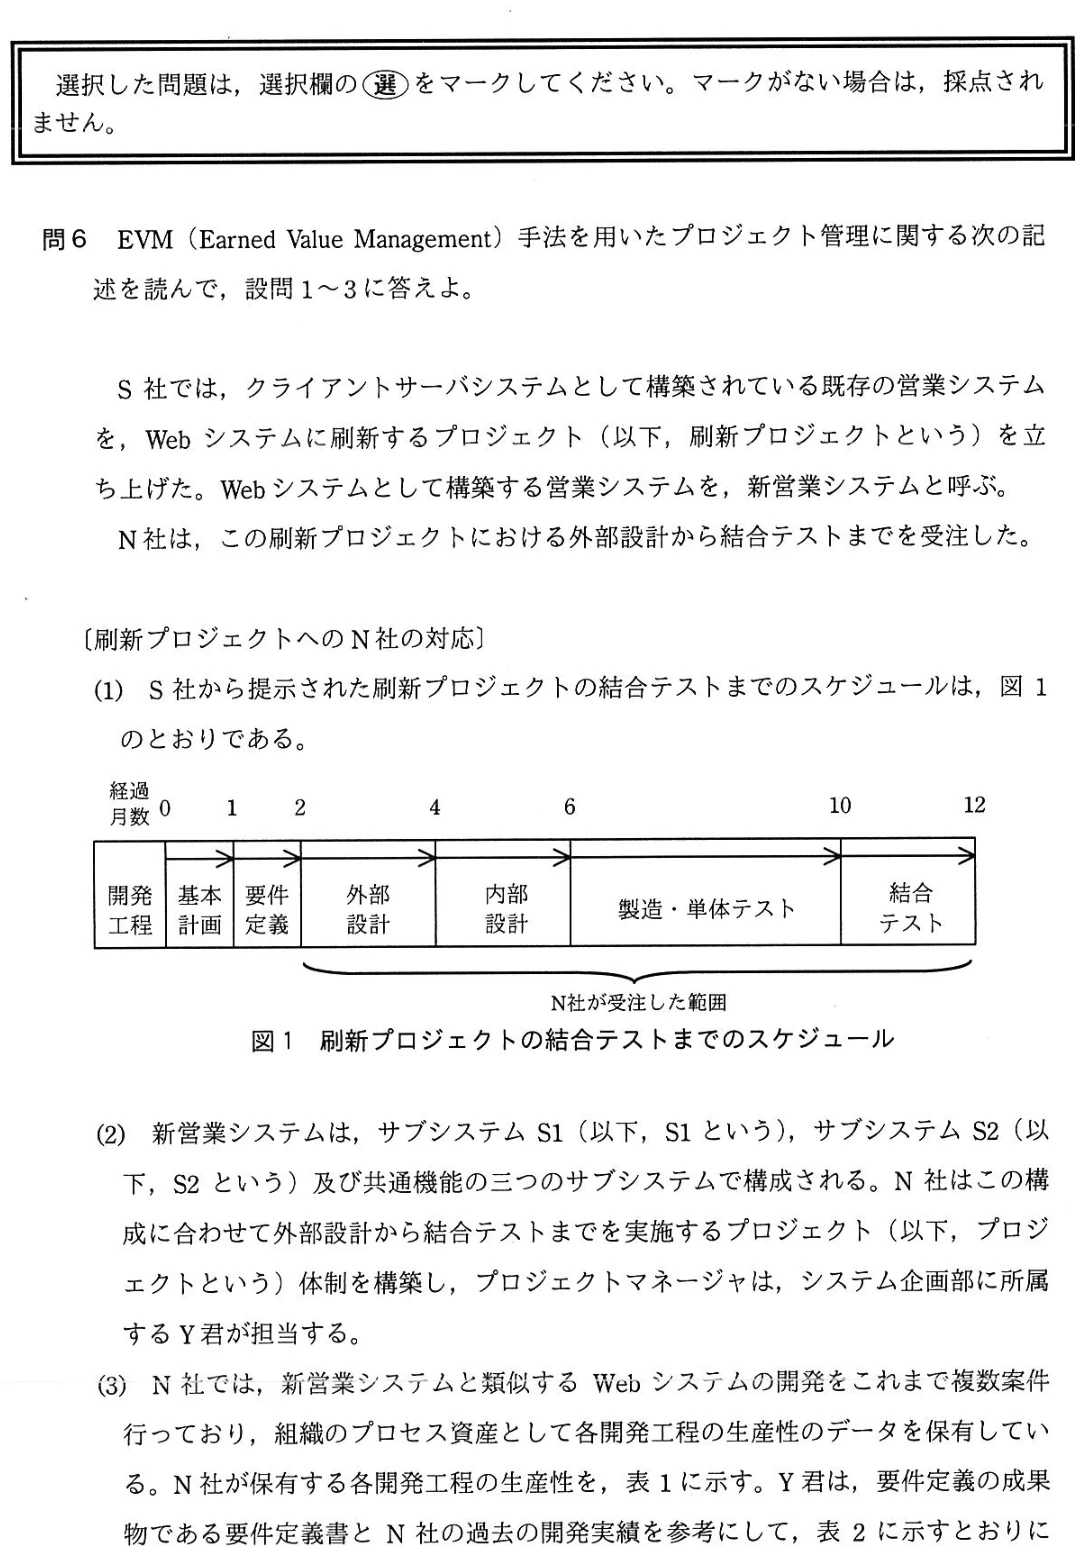 選択した問題は，選択欄の㊟をマークしてください。マークがない場合は，採点され
ません。
問6　EVM（Earned Value Management）手法を用いたプロジェクト管理に関する次の記
述を読んで，設問1～3に答えよ。
S 社では，クライアントサーバシステムとして構築されている既存の営業システム
を，Web システムに刷新するプロジェクト（以下，刷新プロジェクトという）を立
ち上げた。Webシステムとして構築する営業システムを，新営業システムと呼ぶ。
N社は，この刷新プロジェクトにおける外部設計から結合テストまでを受注した。
〔刷新プロジェクトへのN社の対応〕
(1)　S 社から提示された刷新プロジェクトの結合テストまでのスケジュールは，図 1
のとおりである。
経過
月数 0 1 2 4 6 10 12
開発 基本 要件 外部 内部 製造・単体テスト 結合
工程 計画 定義 設計 設計 テスト
N社が受注した範囲
図1　刷新プロジェクトの結合テストまでのスケジュール
(2)　新営業システムは，サブシステム S1（以下，S1 という），サブシステム S2（以
下，S2 という）及び共通機能の三つのサブシステムで構成される。N 社はこの構
成に合わせて外部設計から結合テストまでを実施するプロジェクト（以下，プロジ
ェクトという）体制を構築し，プロジェクトマネージャは，システム企画部に所属
するY君が担当する。
(3)　N 社では，新営業システムと類似する Web システムの開発をこれまで複数案件
行っており，組織のプロセス資産として各開発工程の生産性のデータを保有してい
る。N社が保有する各開発工程の生産性を，表1に示す。Y君は，要件定義の成果
物である要件定義書と N 社の過去の開発実績を参考にして，表 2 に示すとおりに